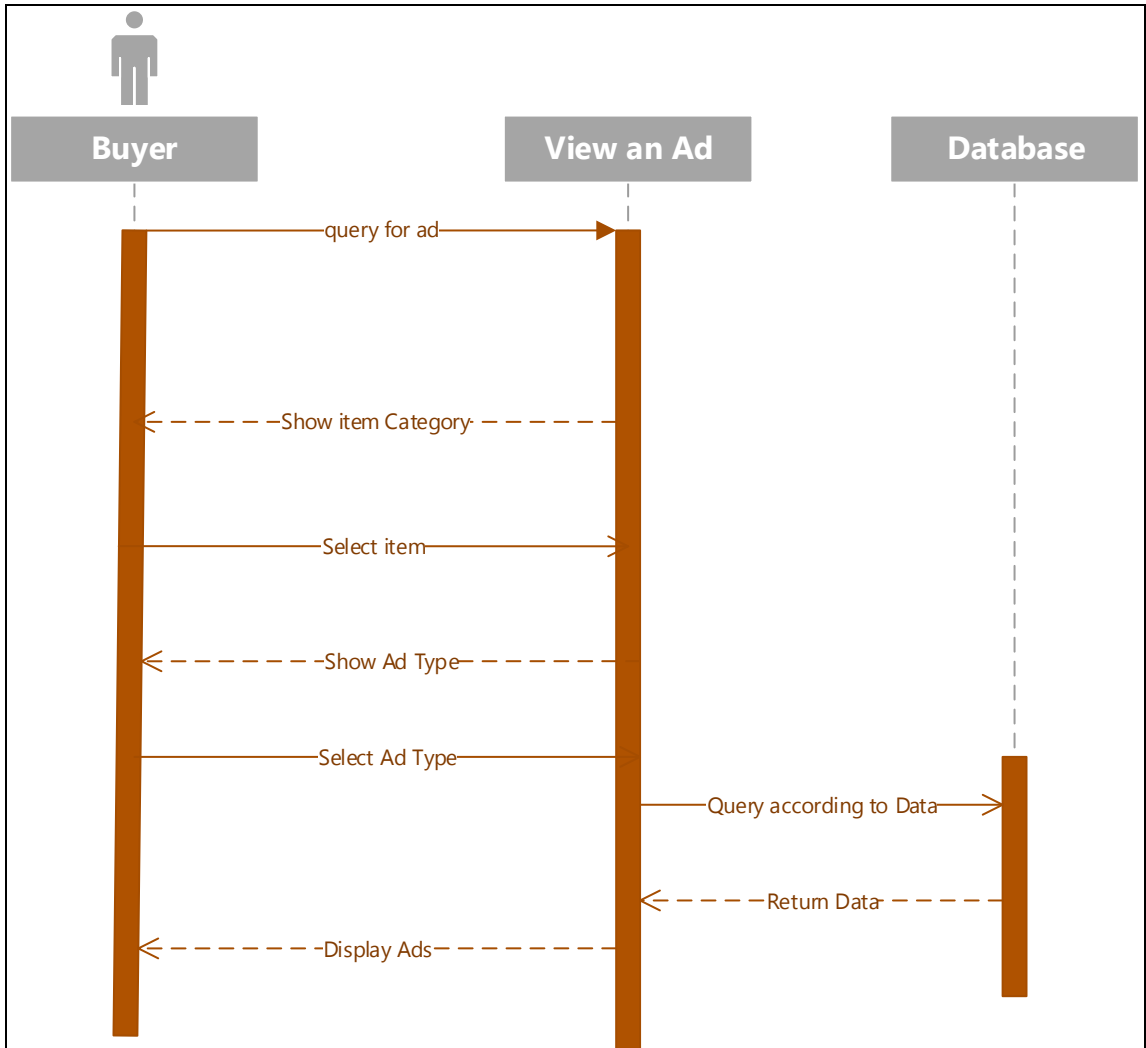 Buyer
View an Ad
Database
query for ad
Show item Category
Select item
Show Ad Type
Select Ad Type
Query according to Data
Return Data
Display Ads